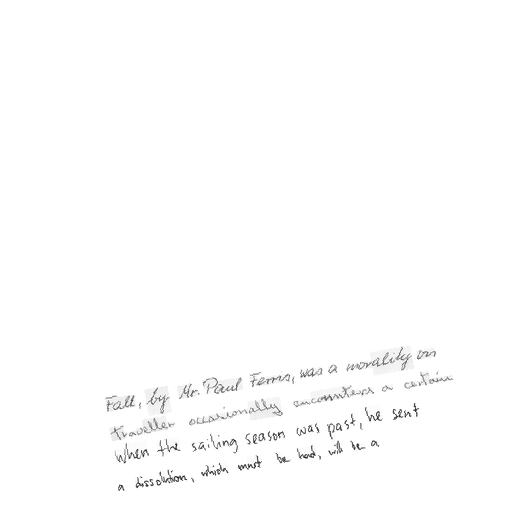 Fall, by Mr. Paul Ferris, was a morality on
traveller occasionally encounters a certain
when the sailing season was past, he sent
a dissolution, which must be had, will be a